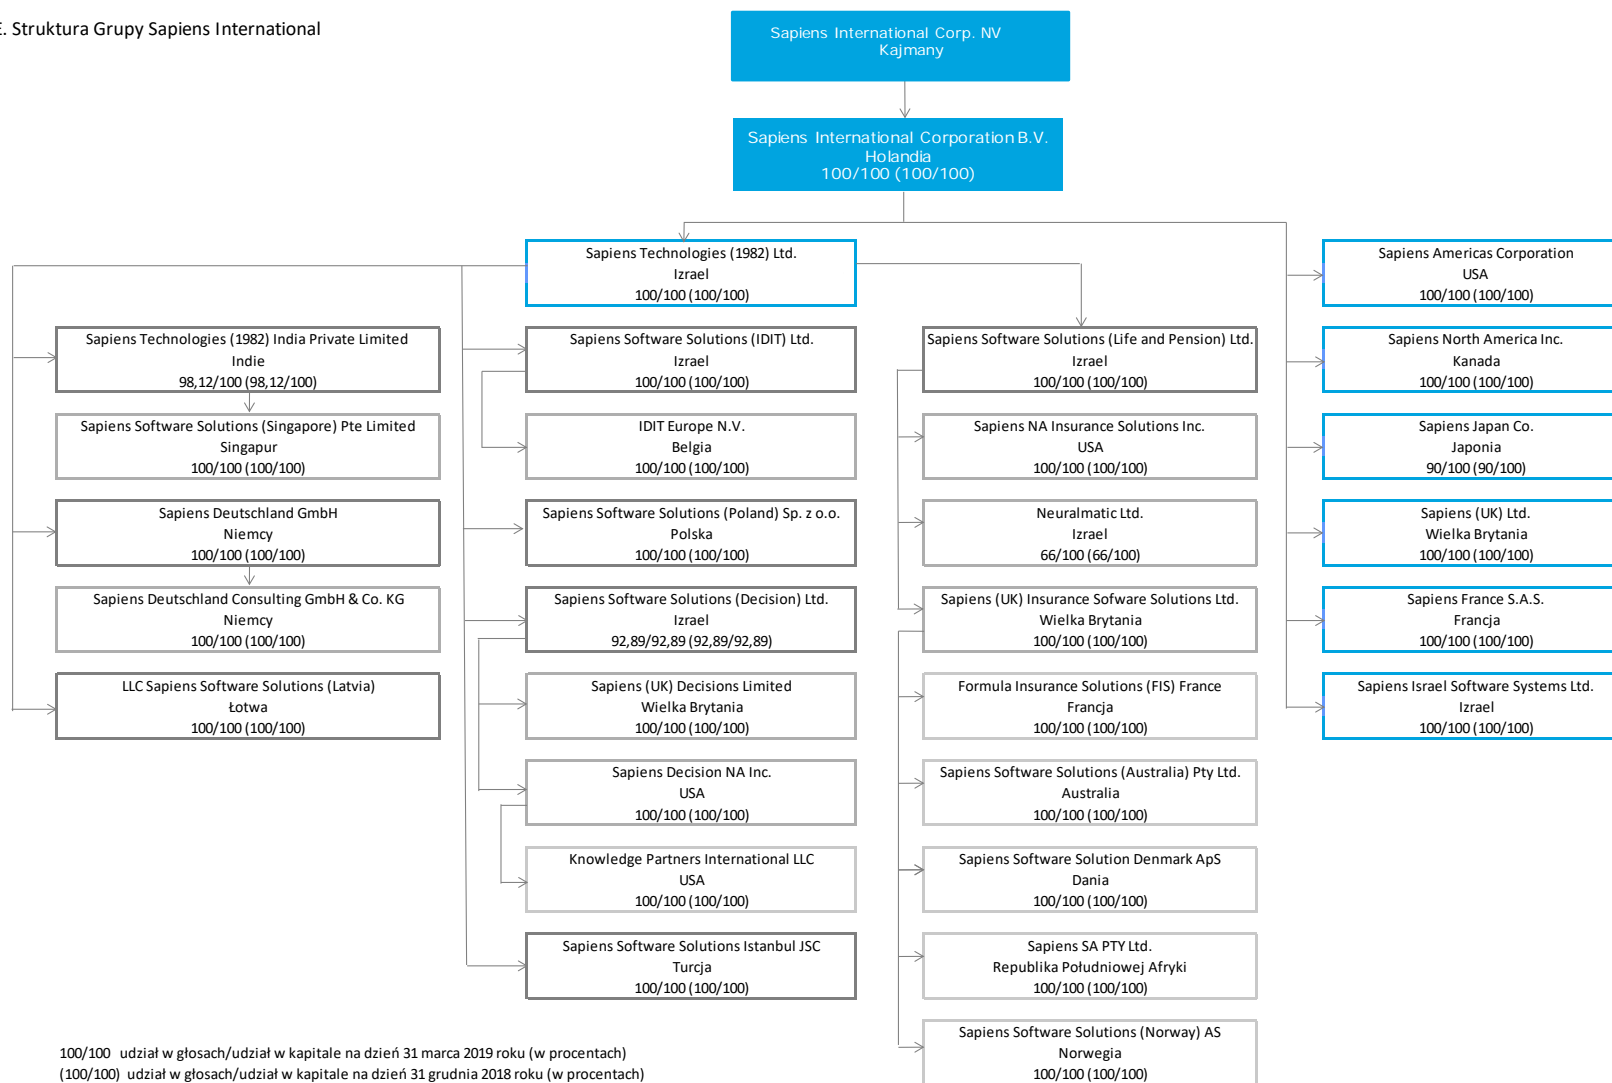 E. Struktura Grupy Sapiens International
Sapiens International Corp. NV
Kajmany
Sapiens International Corporation B.V.
Holandia
100/100 (100/100)
Sapiens Technologies (1982) Ltd.
Izrael
100/100 (100/100)
Sapiens Technologies (1982) India Private Limited
Indie
98,12/100 (98,12/100)
Sapiens Software Solutions (Singapore) Pte Limited
Singapur
100/100 (100/100)
Sapiens Deutschland GmbH
Niemcy
100/100 (100/100)
Sapiens Deutschland Consulting GmbH & Co. KG
Niemcy
100/100 (100/100)
LLC Sapiens Software Solutions (Latvia)
Łotwa
100/100 (100/100)
Sapiens Software Solutions (IDIT) Ltd.
Izrael
100/100 (100/100)
IDIT Europe N.V.
Belgia
100/100 (100/100)
Sapiens Software Solutions (Poland) Sp. z o.o.
Polska
100/100 (100/100)
Sapiens Software Solutions (Decision) Ltd.
Izrael
92,89/92,89 (92,89/92,89)
Sapiens (UK) Decisions Limited
Wielka Brytania
100/100 (100/100)
Sapiens Decision NA Inc.
USA
100/100 (100/100)
Knowledge Partners International LLC
USA
100/100 (100/100)
Sapiens Software Solutions Istanbul JSC
Turcja
100/100 (100/100)
Sapiens Software Solutions (Life and Pension) Ltd.
Izrael
100/100 (100/100)
Sapiens NA Insurance Solutions Inc.
USA
100/100 (100/100)
Neuralmatic Ltd.
Izrael
66/100 (66/100)
Sapiens (UK) Insurance Sofware Solutions Ltd.
Wielka Brytania
100/100 (100/100)
Formula Insurance Solutions (FIS) France
Francja
100/100 (100/100)
Sapiens Software Solutions (Australia) Pty Ltd.
Australia
100/100 (100/100)
Sapiens Software Solution Denmark ApS
Dania
100/100 (100/100)
Sapiens SA PTY Ltd.
Republika Południowej Afryki
100/100 (100/100)
Sapiens Software Solutions (Norway) AS
Norwegia
100/100 (100/100)
Sapiens Americas Corporation
USA
100/100 (100/100)
Sapiens North America Inc.
Kanada
100/100 (100/100)
Sapiens Japan Co.
Japonia
90/100 (90/100)
Sapiens (UK) Ltd.
Wielka Brytania
100/100 (100/100)
Sapiens France S.A.S.
Francja
100/100 (100/100)
Sapiens Israel Software Systems Ltd.
Izrael
100/100 (100/100)
100/100 udział w głosach/udział w kapitale na dzień 31 marca 2019 roku (w procentach)
(100/100) udział w głosach/udział w kapitale na dzień 31 grudnia 2018 roku (w procentach)